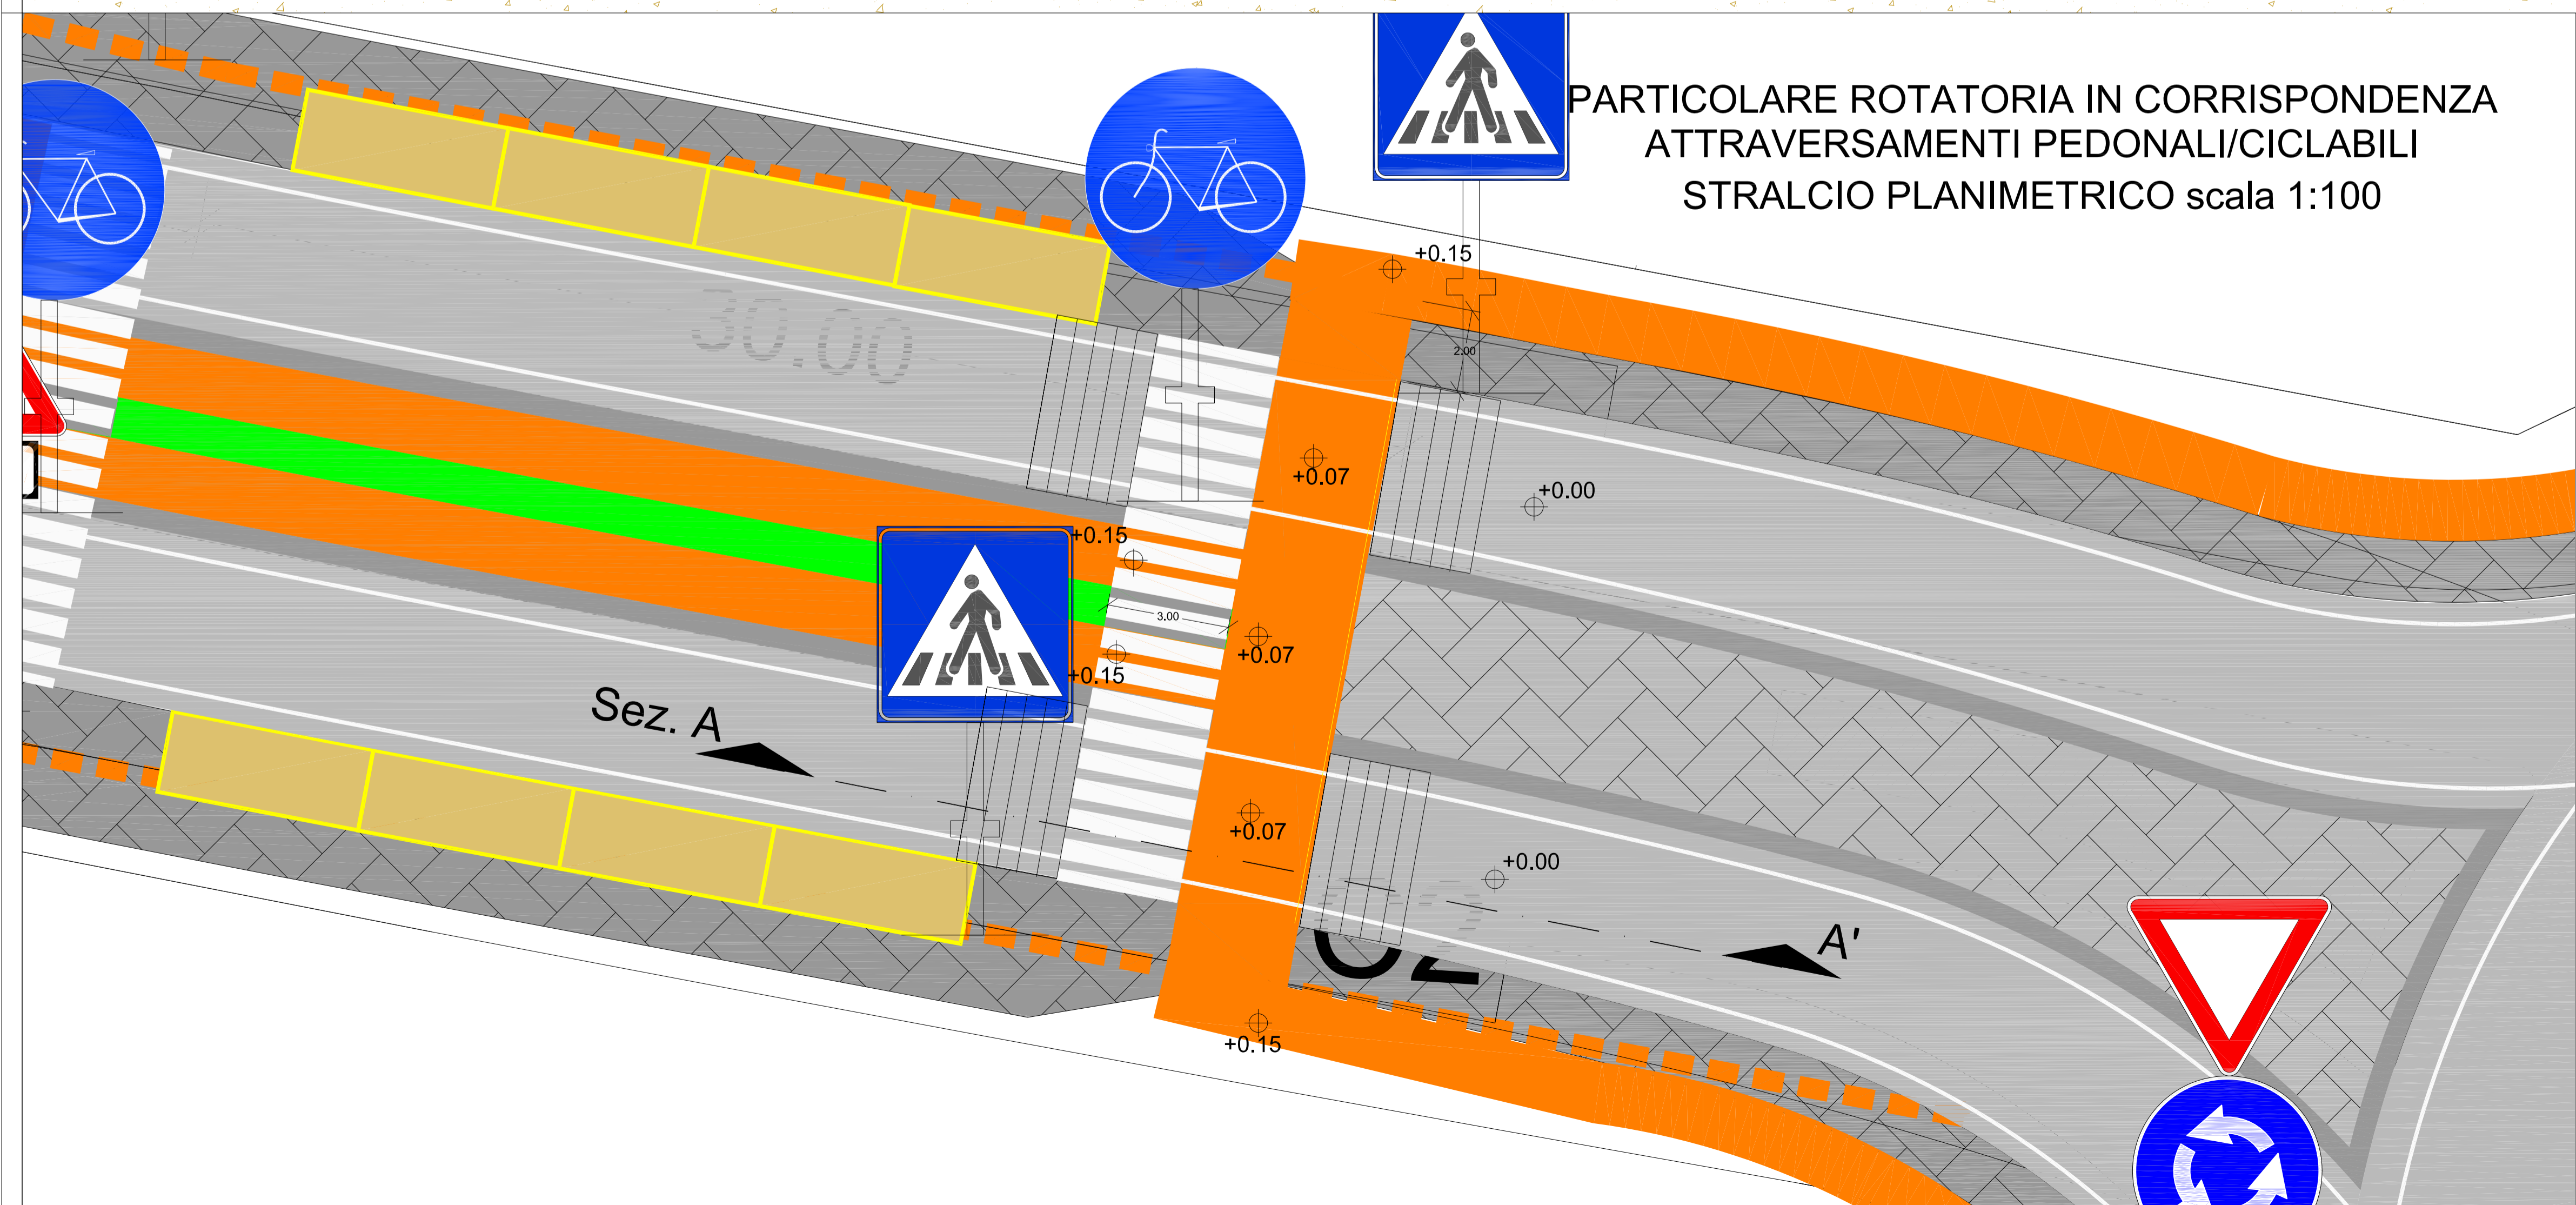 PARTICOLARE ROTATORIA IN CORRISPONDENZA
ATTRAVERSAMENTI PEDONALI/CICLABILI
STRALCIO PLANIMETRICO scala 1:100
+0.15
30.00
2.00
+0.07
+0.00
+0.15
3.00
+0.07
+0.15
Sez. A
+0.07
+0.00
A'
+0.15